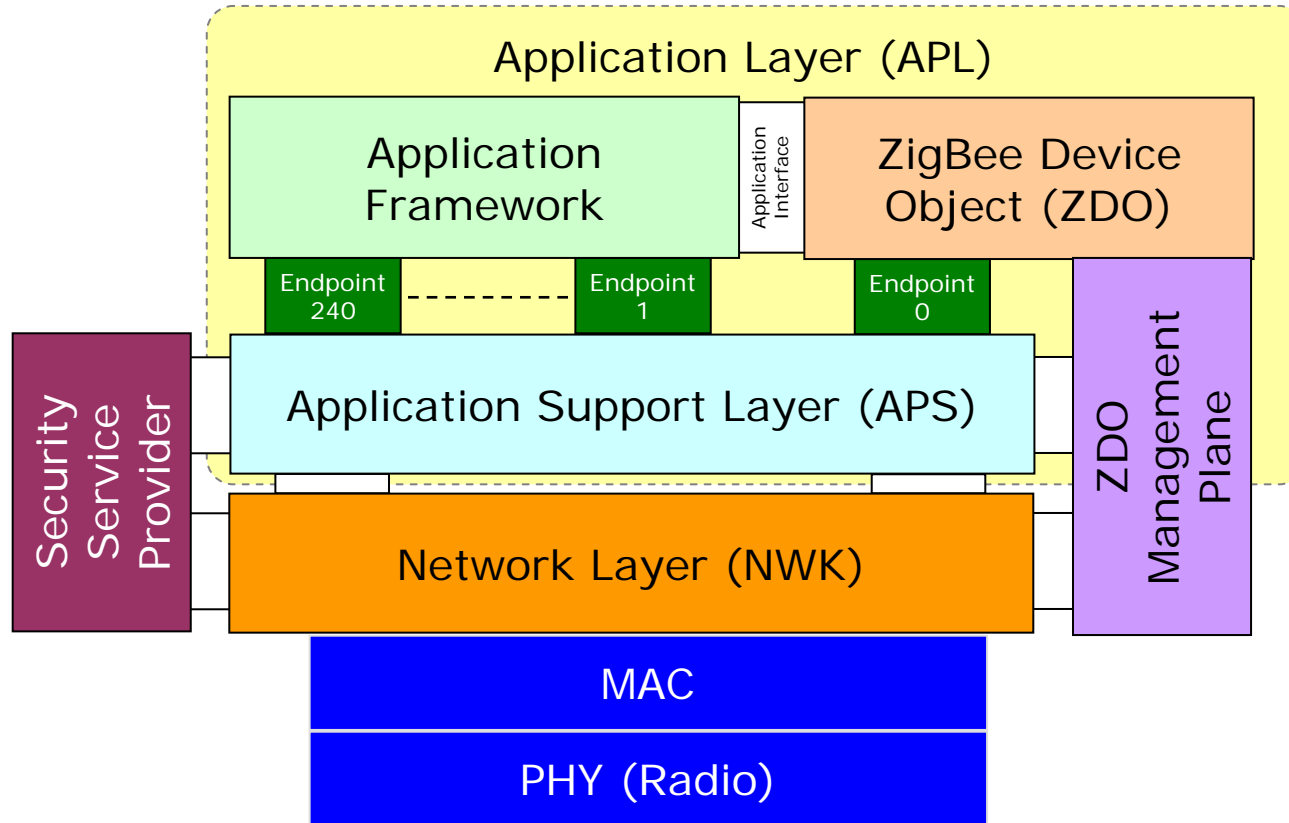 Application Layer (APL)
Application
Framework
Application
Interface
ZigBee Device
Object (ZDO)
Endpoint
240
Endpoint
1
Endpoint
0
Security
Service
Provider
Application Support Layer (APS)
ZDO
Management
Plane
Network Layer (NWK)
MAC
PHY (Radio)